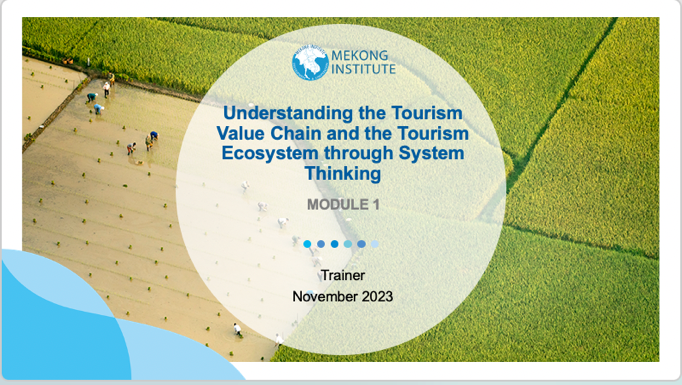 MEKONG
INSTITUTE
Understanding the Tourism
Value Chain and the Tourism
Ecosystem through System
Thinking
MODULE 1
Trainer
November 2023